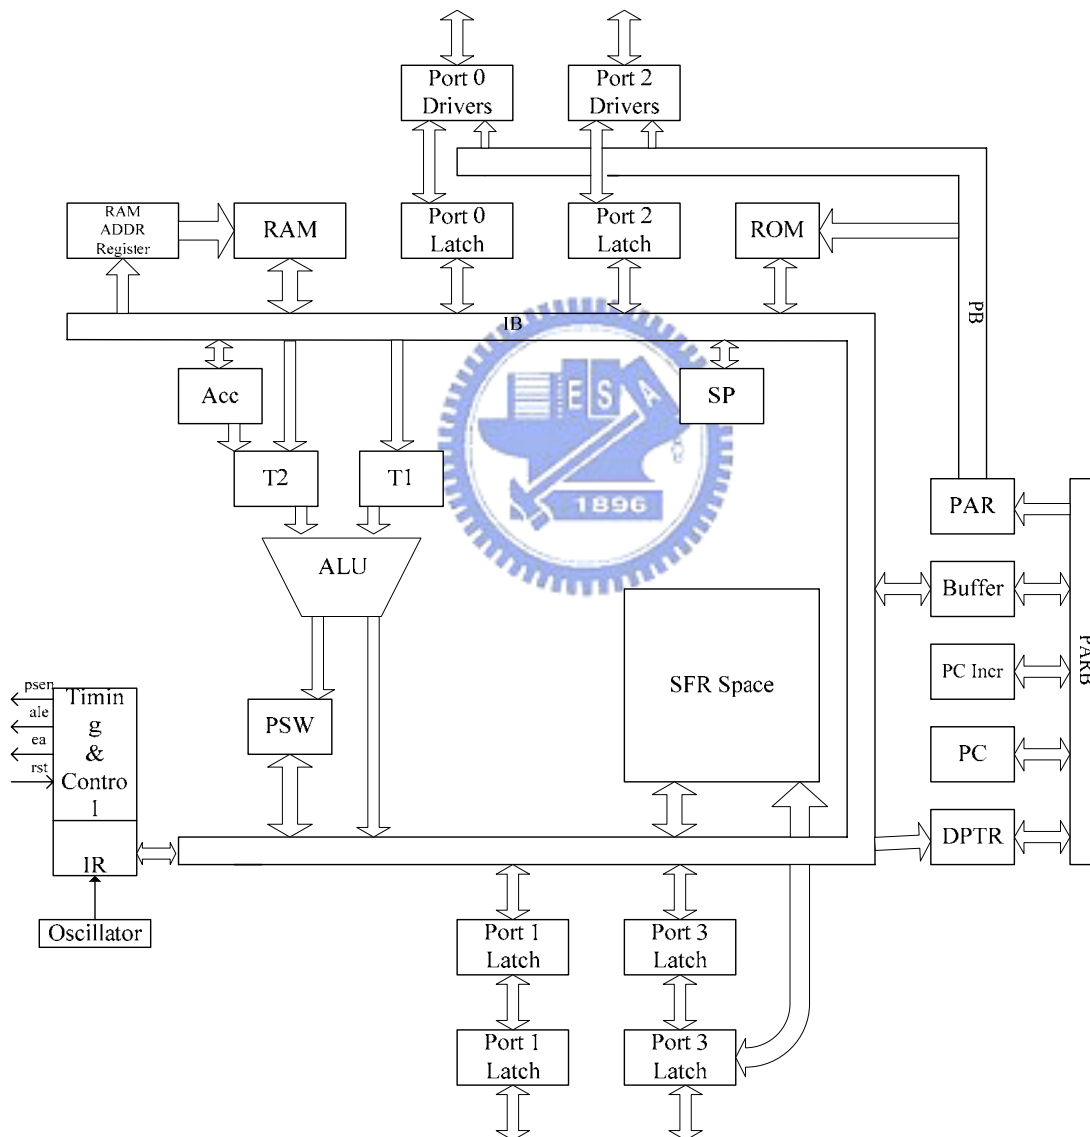 Port 0
Drivers
Port 2
Drivers
RAM
ADDR
Register
RAM
Port 0
Latch
Port 2
Latch
ROM
PB
IB
Acc
SP
E S A
1896
T2
T1
PAR
ALU
Buffer
PARB
SFR Space
PC Incr
psen
ale
ea
rst
Timin
g
&
Contro
l
PSW
PC
DPTR
IR
Oscillator
Port 1
Latch
Port 3
Latch
Port 1
Latch
Port 3
Latch